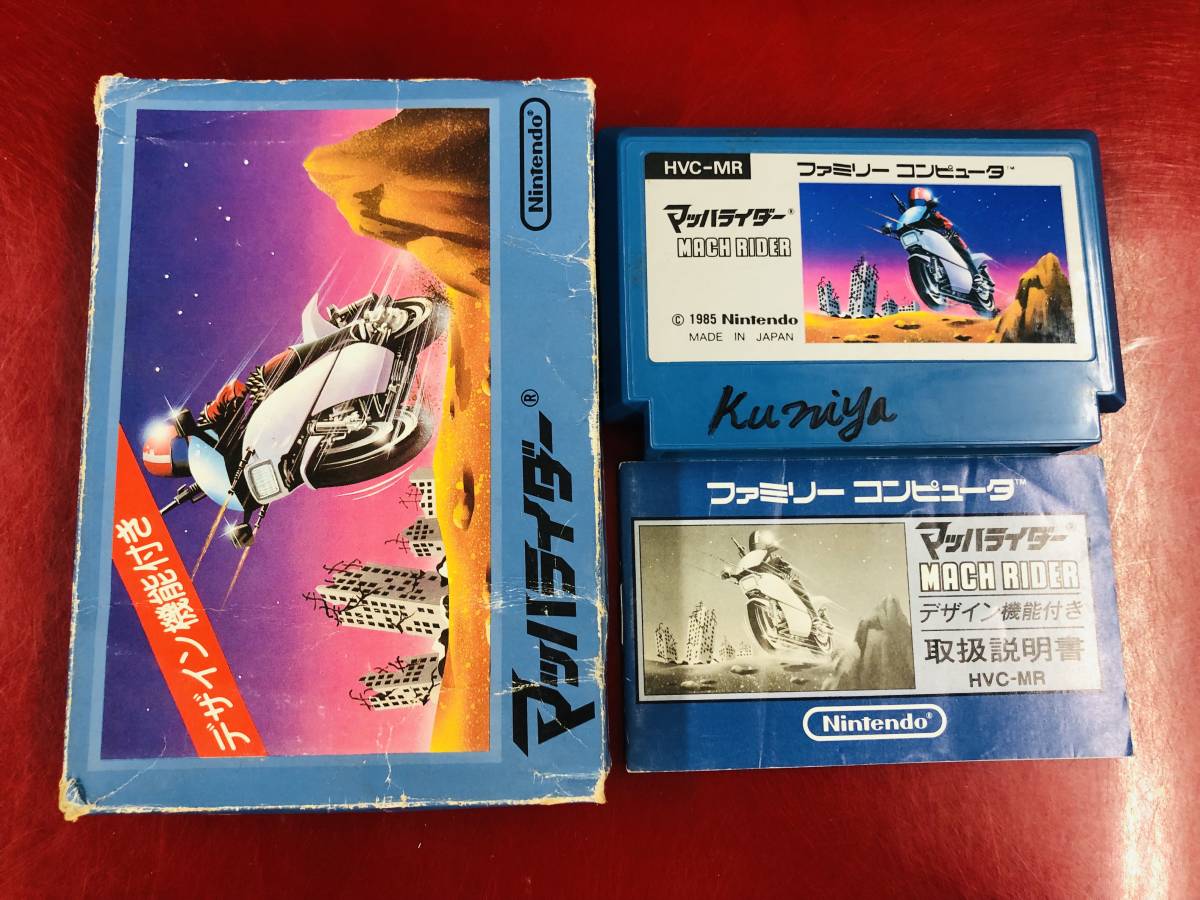 デザイン機能付き
マッハライダー®
Nintendo®
HVC-MR
ファミリー コンピュータ™
マッハライダー®
MACH RIDER
© 1985 Nintendo
MADE IN JAPAN
Kuniya
ファミリー コンピュータ™
マッハライダー®
MACH RIDER
デザイン機能付き
取扱説明書
HVC-MR
Nintendo®